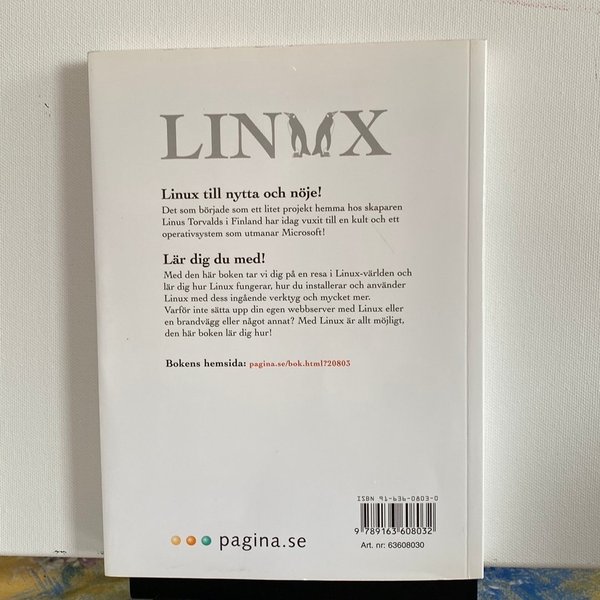 LINUX
Linux till nytta och nöje!
Det som började som ett litet projekt hemma hos skaparen
Linus Torvalds i Finland har idag vuxit till en kult och ett
operativsystem som utmanar Microsoft!
Lär dig du med!
Med den här boken tar vi dig på en resa i Linux-världen och
lär dig hur Linux fungerar, hur du installerar och använder
Linux med dess ingående verktyg och mycket mer.
Varför inte sätta upp din egen webbserver med Linux eller
en brandvägg eller något annat? Med Linux är allt möjligt,
den här boken lär dig hur!
Bokens hemsida: pagina.se/bok.html?20803
ISBN 91-636-0803-0
9 789163 608032
Art. nr: 63608030
pagina.se